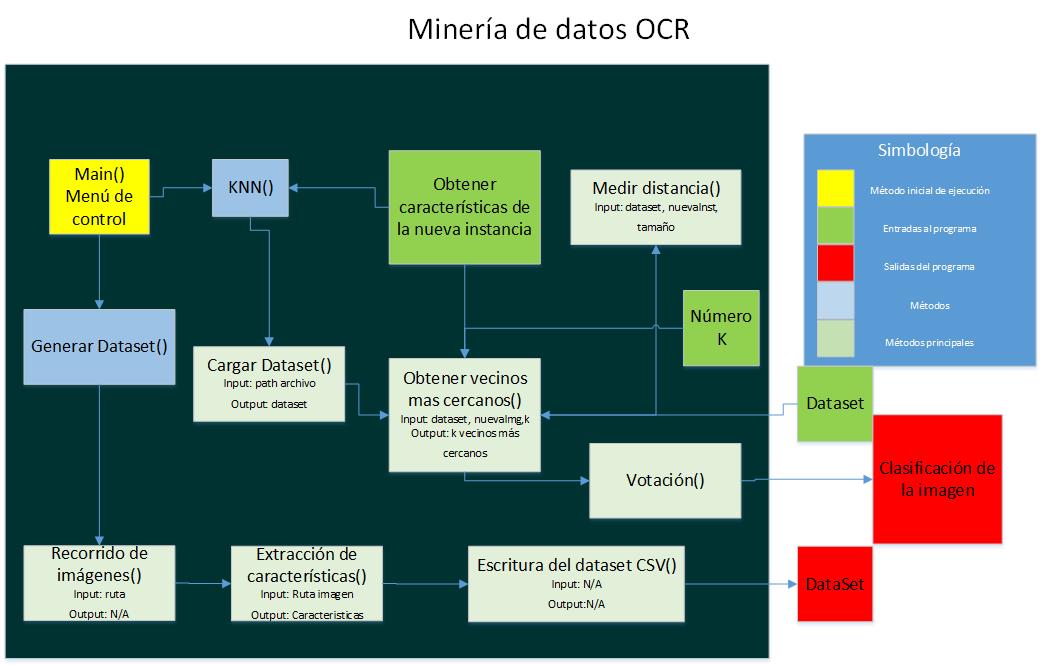 Minería de datos OCR
Main()
Menú de
control
KNN()
Obtener
características de
la nueva instancia
Medir distancia()
Input: dataset, nuevaInst,
tamaño
Simbología
Método inicial de ejecución
Entradas al programa
Salidas del programa
Métodos
Métodos principales
Generar Dataset()
Número
K
Cargar Dataset()
Input: path archivo
Output: dataset
Obtener vecinos
mas cercanos()
Input: dataset, nuevaImg,k
Output: k vecinos más
cercanos
Dataset
Votación()
Clasificación de
la imagen
Recorrido de
imágenes()
Input: ruta
Output: N/A
Extracción de
características()
Input: Ruta imagen
Output: Caracteristicas
Escritura del dataset CSV()
Input: N/A
Output:N/A
DataSet